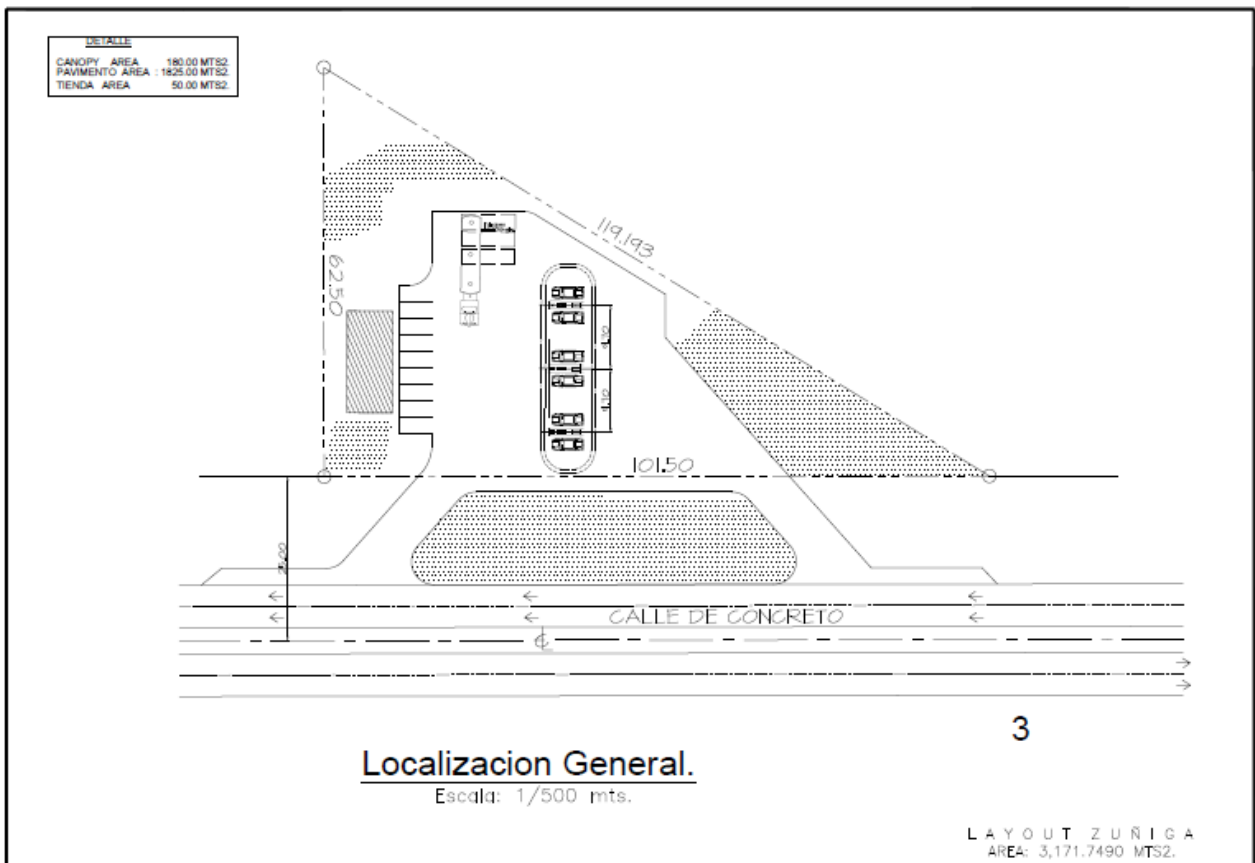 DETALLE
CANOPY AREA 180.00 MTS2.
PAVIMENTO AREA : 1825.00 MTS2.
TIENDA AREA 50.00 MTS2.
119.193
62.50
101.50
CALLE DE CONCRETO
3
Localizacion General.
Escala: 1/500 mts.
LAYOUT ZUÑIGA
AREA: 3,171.7490 MTS2.